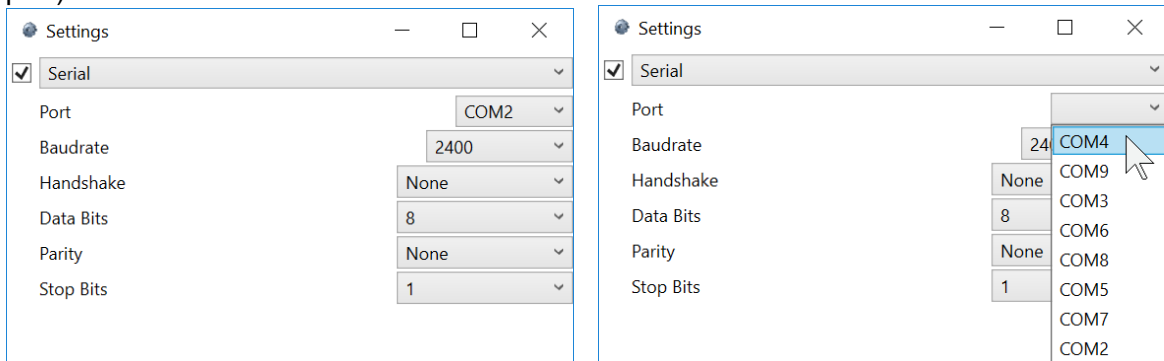 Settings
Serial
Port COM2
Baudrate 2400
Handshake None
Data Bits 8
Parity None
Stop Bits 1
Settings
Serial
Port
Baudrate 24
Handshake None
Data Bits 8
Parity None
Stop Bits 1
COM4
COM9
COM3
COM6
COM8
COM5
COM7
COM2